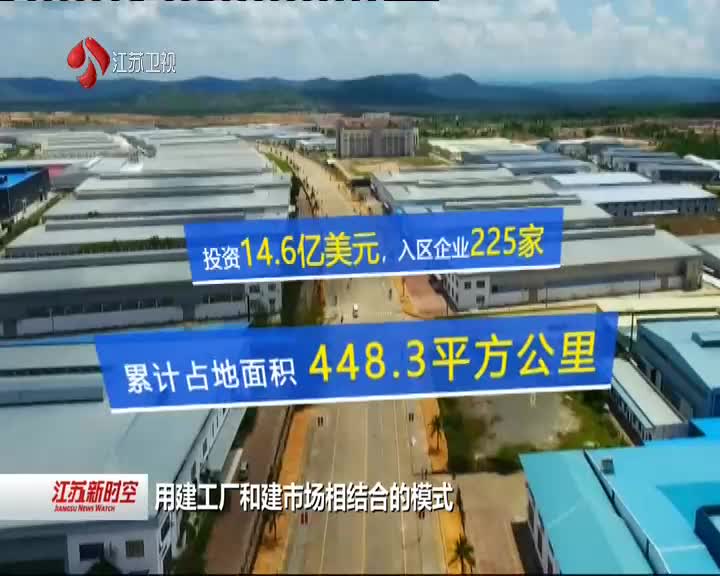 江苏卫视
投资14.6亿美元，入区企业225家
累计占地面积 448.3平方公里
江苏新时空
JIANGSU NEWS WATCH
用建工厂和建市场相结合的模式